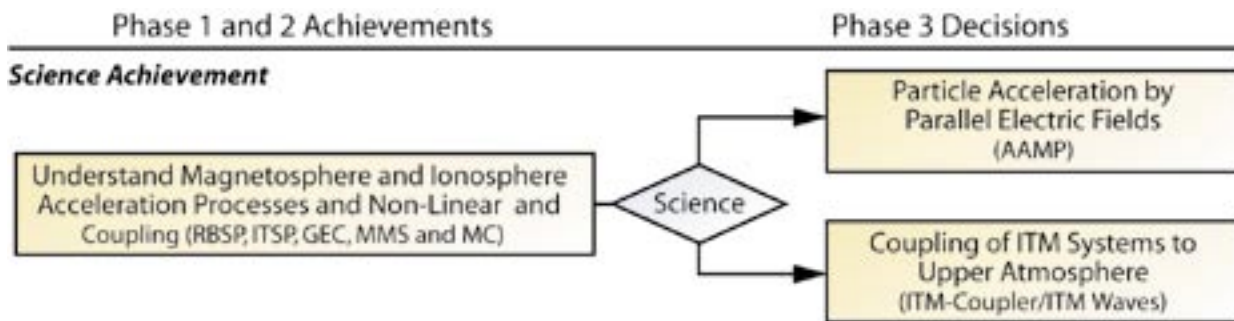 Phase 1 and 2 Achievements
Phase 3 Decisions
Science Achievement
Understand Magnetosphere and Ionosphere
Acceleration Processes and Non-Linear and
Coupling (RBSP, ITSP, GEC, MMS and MC)
Science
Particle Acceleration by
Parallel Electric Fields
(AAMP)
Coupling of ITM Systems to
Upper Atmosphere
(ITM-Coupler/ITM Waves)